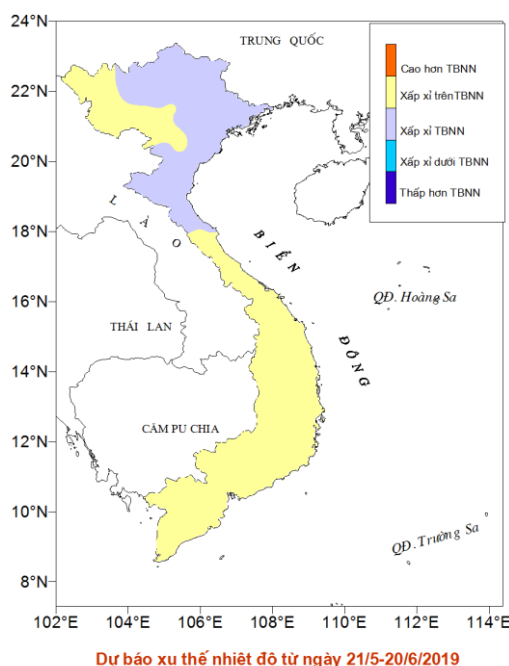 24°N
22°N
20°N
18°N
16°N
14°N
12°N
10°N
8°N
102°E 104°E 106°E 108°E 110°E 112°E 114°E
TRUNG QUỐC
Cao hơn TBNN
Xấp xỉ trênTBNN
Xấp xỉ TBNN
Xấp xỉ dưới TBNN
Thấp hơn TBNN
LÀO
BIỂN ĐÔNG
QĐ. Hoàng Sa
THÁI LAN
CĂM PU CHIA
QĐ. Trường Sa
Dự báo xu thế nhiệt độ từ ngày 21/5-20/6/2019